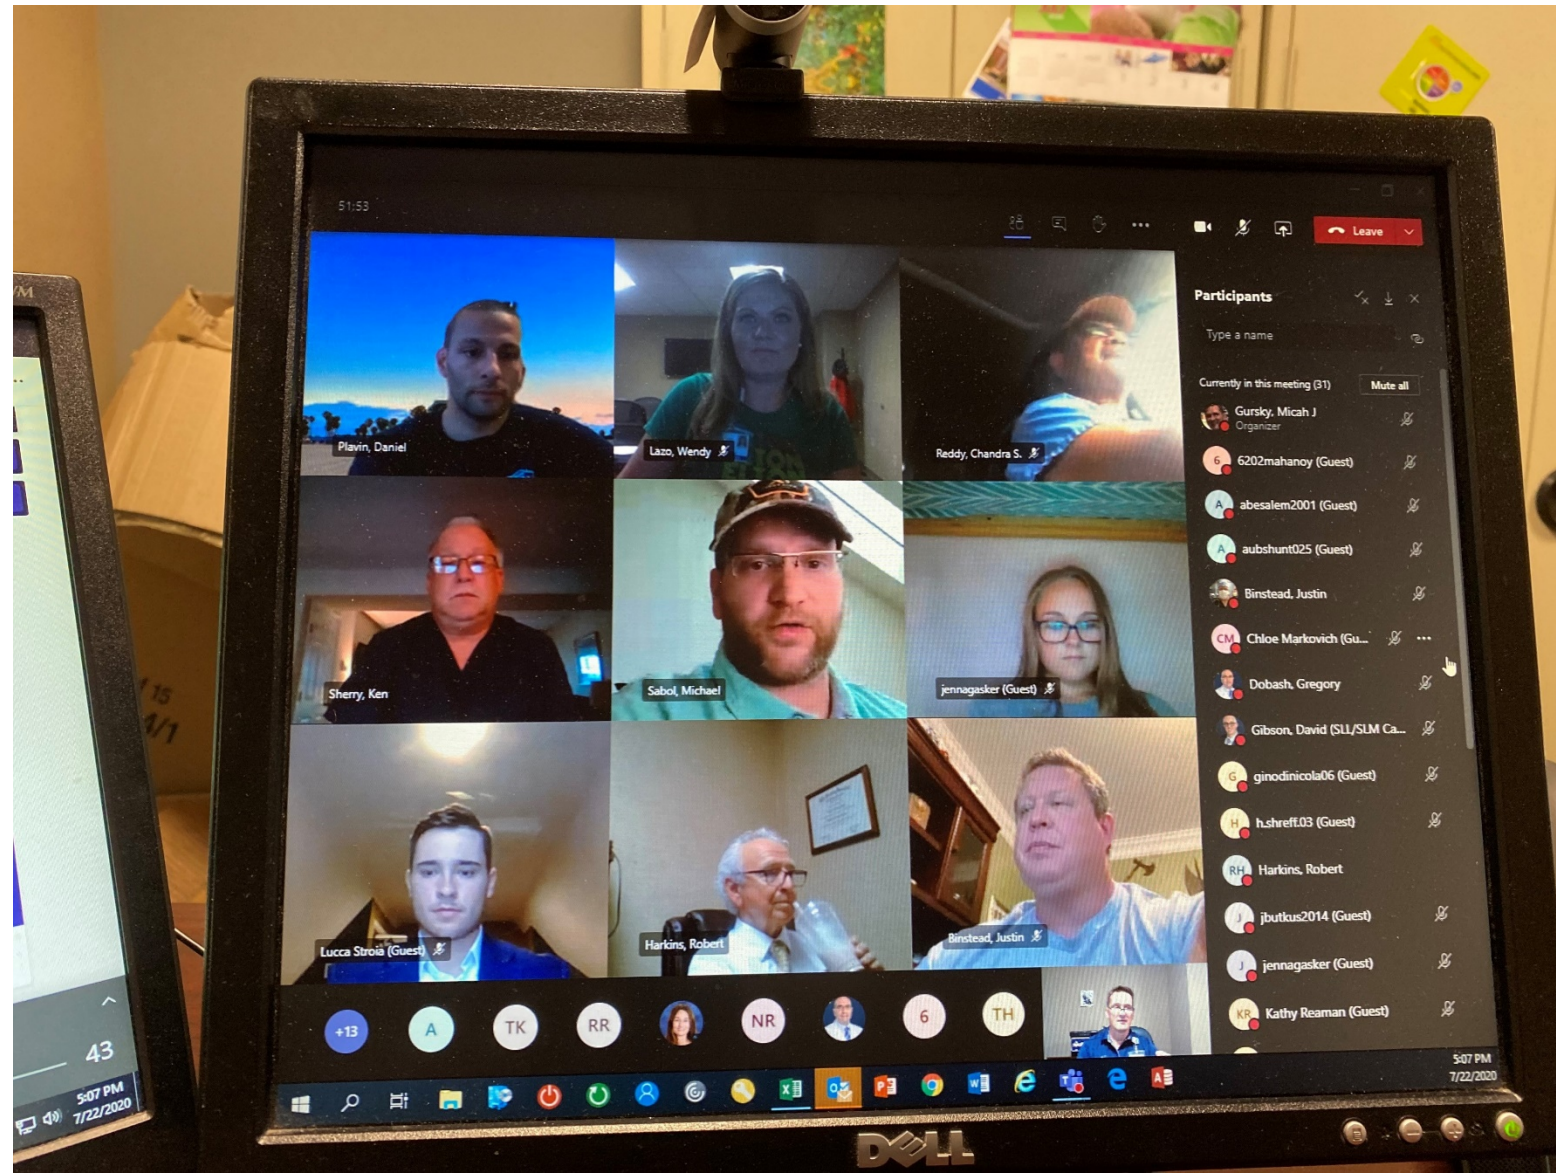 51:53
Leave
Participants
Type a name
Currently in this meeting (31)
Mute all
Gursky, Micah J
Organizer
6
6202mahanoy (Guest)
A
abesalem2001 (Guest)
A
aubshunt025 (Guest)
Binstead, Justin
CM
Chloe Markovich (Gu...
Dobash, Gregory
Gibson, David (SLL/SLM Ca...
G
ginodinicola06 (Guest)
H
h.shreff.03 (Guest)
RH
Harkins, Robert
J
jbutkus2014 (Guest)
J
jennagasker (Guest)
KR
Kathy Reaman (Guest)
Plavin, Daniel
Lazo, Wendy
Reddy, Chandra S.
Sherry, Ken
Sabol, Michael
jennagasker (Guest)
Lucca Stroia (Guest)
Harkins, Robert
Binstead, Justin
+13
A
TK
RR
NR
6
TH
5:07 PM
7/22/2020
43
5:07 PM
7/22/2020
DELL